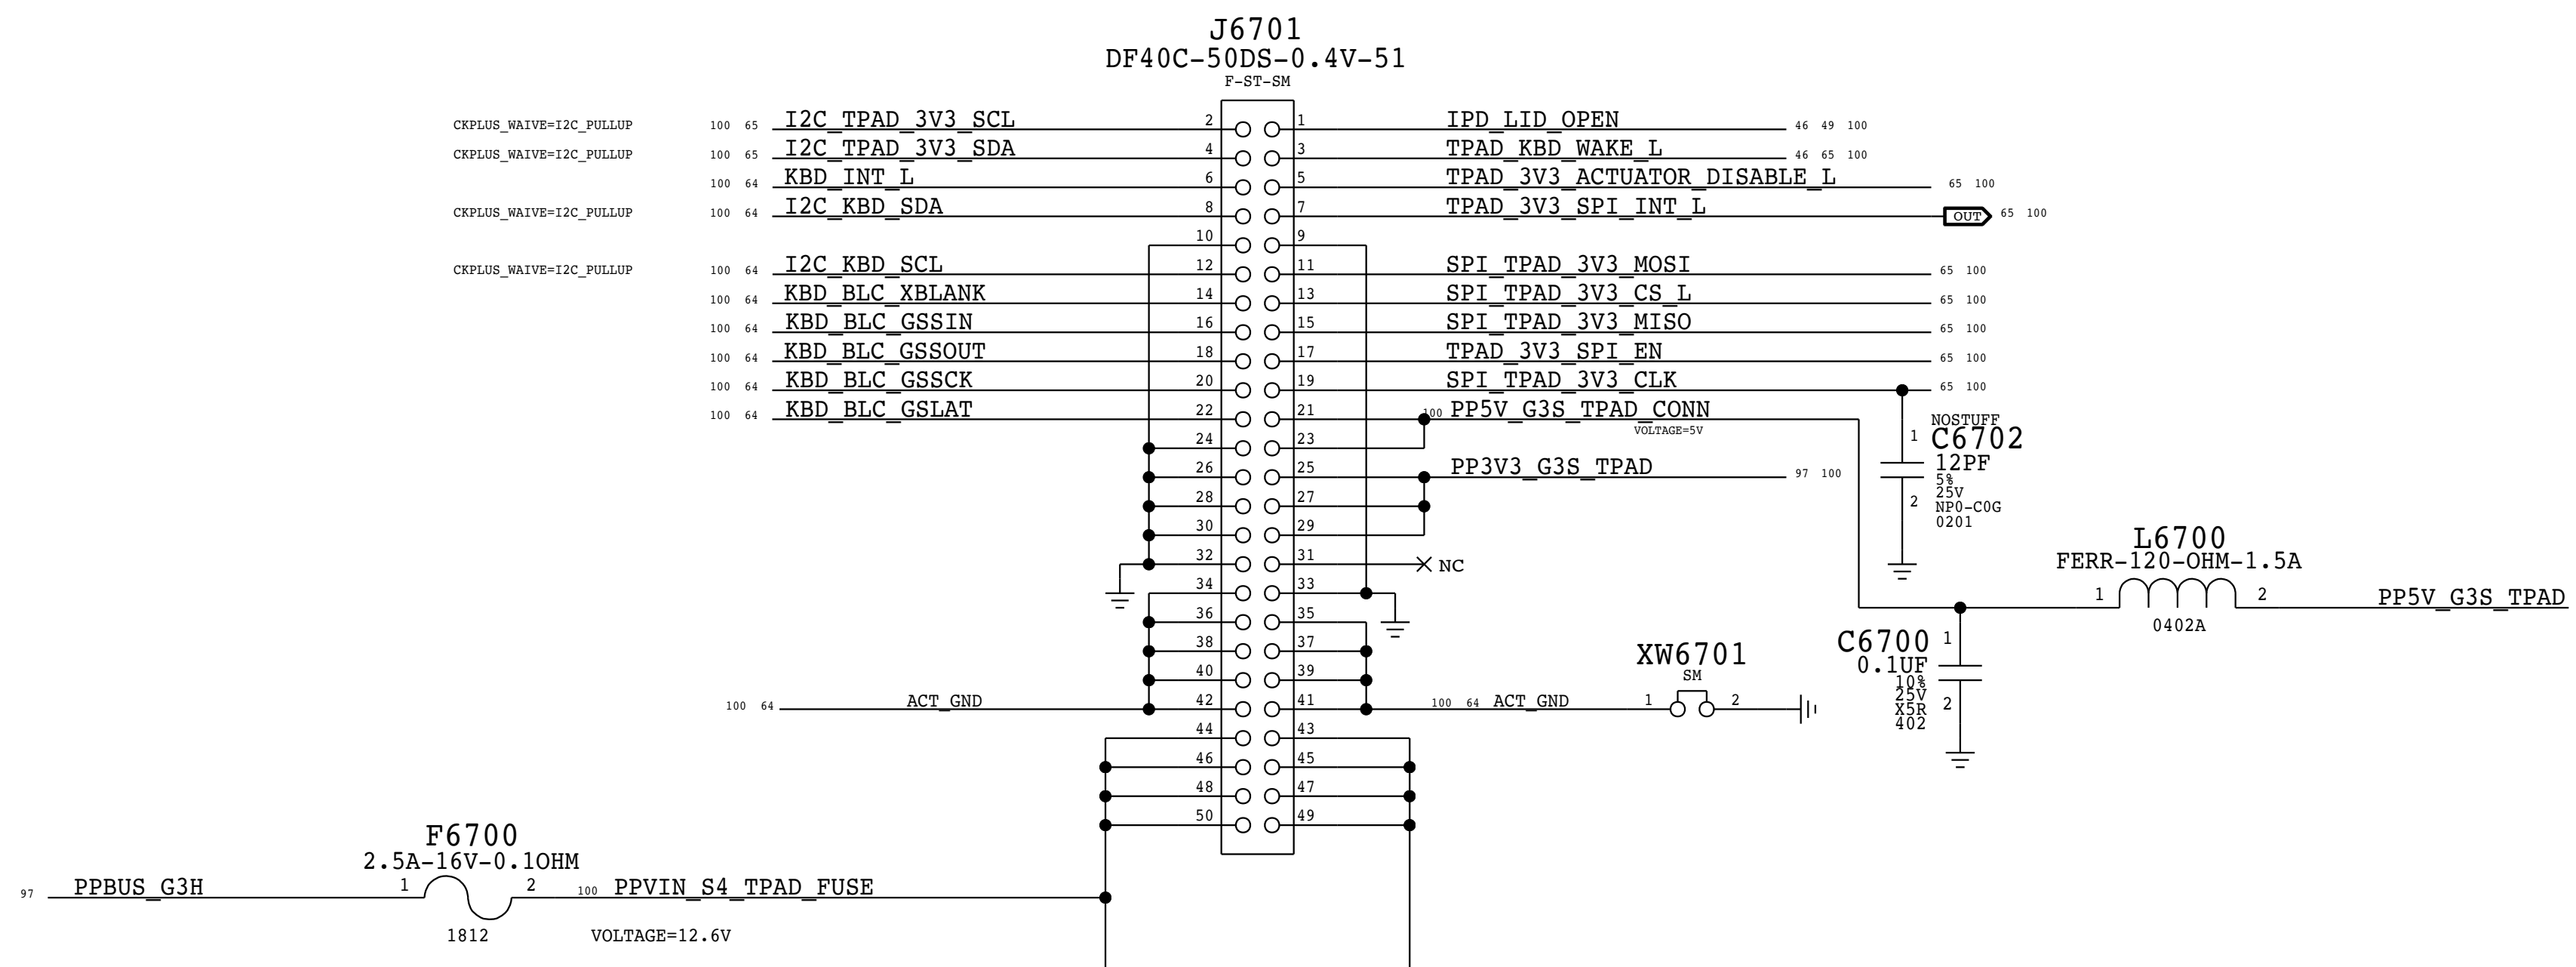 J6701
DF40C-50DS-0.4V-51
F-ST-SM
CKPLUS_WAIVE=I2C_PULLUP 100 65 I2C_TPAD_3V3_SCL 2 1 IPD_LID_OPEN 46 49 100
CKPLUS_WAIVE=I2C_PULLUP 100 65 I2C_TPAD_3V3_SDA 4 3 TPAD_KBD_WAKE_L 46 65 100
100 64 KBD_INT_L 6 5 TPAD_3V3_ACTUATOR_DISABLE_L 65 100
CKPLUS_WAIVE=I2C_PULLUP 100 64 I2C_KBD_SDA 8 7 TPAD_3V3_SPI_INT_L OUT 65 100
10 9
CKPLUS_WAIVE=I2C_PULLUP 100 64 I2C_KBD_SCL 12 11 SPI_TPAD_3V3_MOSI 65 100
100 64 KBD_BLC_XBLANK 14 13 SPI_TPAD_3V3_CS_L 65 100
100 64 KBD_BLC_GSSIN 16 15 SPI_TPAD_3V3_MISO 65 100
100 64 KBD_BLC_GSSOUT 18 17 TPAD_3V3_SPI_EN 65 100
100 64 KBD_BLC_GSSCK 20 19 SPI_TPAD_3V3_CLK 65 100
100 64 KBD_BLC_GSLAT 22 21 100 PP5V_G3S_TPAD_CONN
VOLTAGE=5V
24 23
26 25 PP3V3_G3S_TPAD 97 100
28 27
30 29
32 31 NC
34 33
36 35
38 37
40 39
100 64 ACT_GND 42 41 100 64 ACT_GND
44 43
46 45
48 47
50 49
NOSTUFF
1 C6702
12PF
5%
25V
2 NP0-C0G
0201
L6700
FERR-120-OHM-1.5A
1 2 PP5V_G3S_TPAD
0402A
XW6701
SM
1 2
C6700 1
0.1UF
10%
25V
X5R 2
402
F6700
2.5A-16V-0.1OHM
97 PPBUS_G3H 1 2 100 PPVIN_S4_TPAD_FUSE
1812 VOLTAGE=12.6V